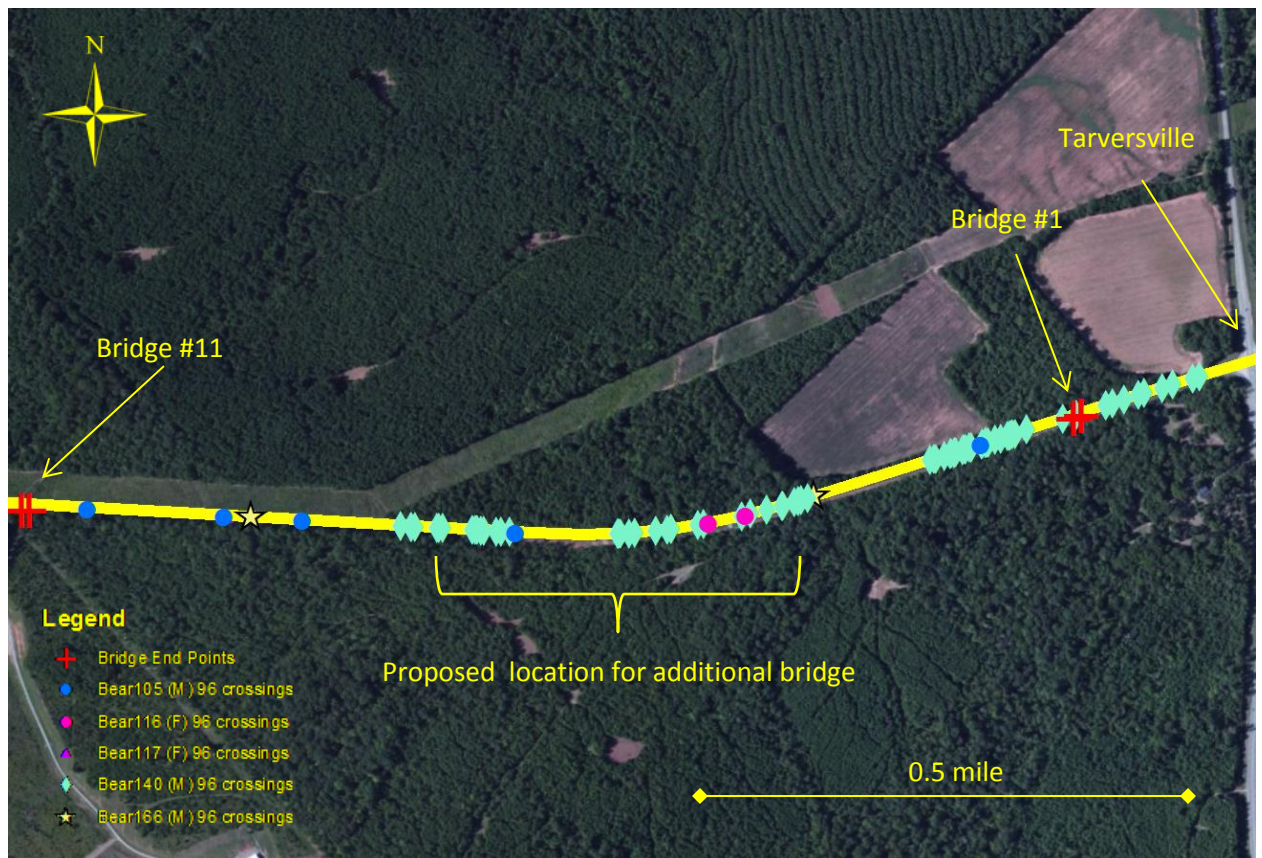 N
Tarversville
Bridge #1
Bridge #11
Proposed location for additional bridge
0.5 mile
Legend
Bridge End Points
Bear105 (M) 96 crossings
Bear116 (F) 96 crossings
Bear117 (F) 96 crossings
Bear140 (M) 96 crossings
Bear166 (M) 96 crossings